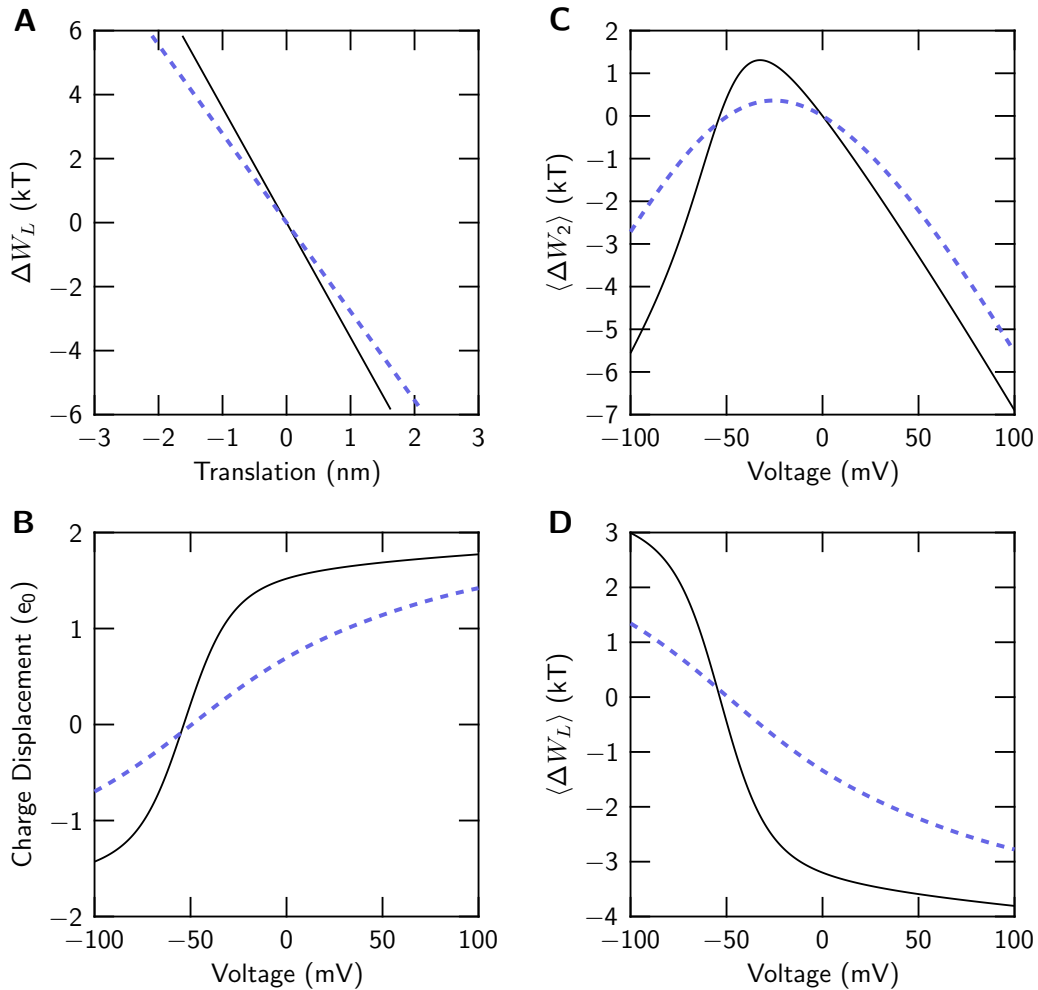 A
6
4
2
0
−2
−4
−6
−3 −2 −1 0 1 2 3
Translation (nm)
ΔW_L (kT)
C
2
1
0
−1
−2
−3
−4
−5
−6
−7
−100 −50 0 50 100
Voltage (mV)
⟨ΔW_2⟩ (kT)
B
2
1
0
−1
−2
−100 −50 0 50 100
Voltage (mV)
Charge Displacement (e_0)
D
3
2
1
0
−1
−2
−3
−4
−100 −50 0 50 100
Voltage (mV)
⟨ΔW_L⟩ (kT)